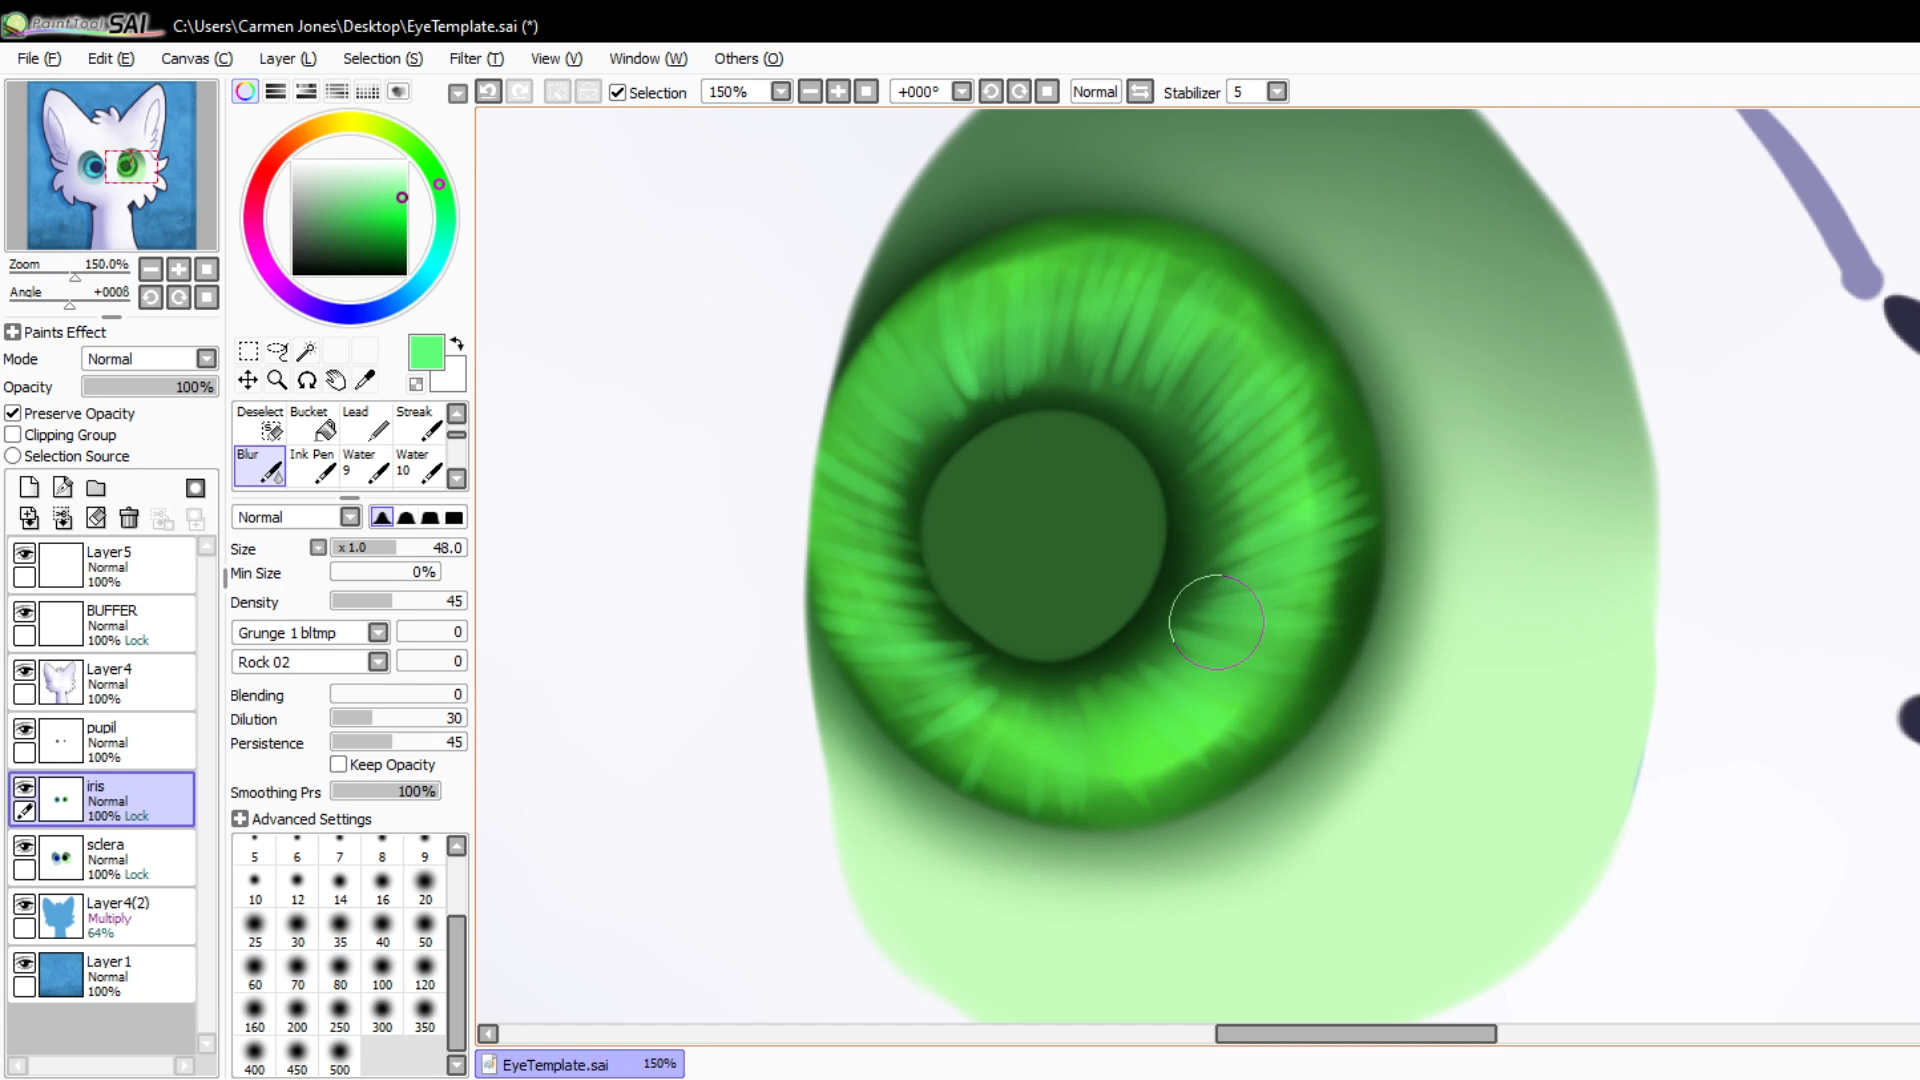 PaintTool SAI C:\Users\Carmen Jones\Desktop\EyeTemplate.sai (*)
File (F) Edit (E) Canvas (C) Layer (L) Selection (S) Filter (T) View (V) Window (W) Others (O)
Selection 150% +000° Normal Stabilizer 5
Zoom 150.0%
Angle +000ß
Paints Effect
Mode Normal
Opacity 100%
Preserve Opacity
Clipping Group
Selection Source
Layer5
Normal
100%
BUFFER
Normal
100% Lock
Layer4
Normal
100%
pupil
Normal
100%
iris
Normal
100% Lock
sclera
Normal
100% Lock
Layer4(2)
Multiply
64%
Layer1
Normal
100%
Deselect Bucket Lead Streak
Blur Ink Pen Water 9 Water 10
Normal
Size x 1.0 48.0
Min Size 0%
Density 45
Grunge 1 bltmp 0
Rock 02 0
Blending 0
Dilution 30
Persistence 45
Keep Opacity
Smoothing Prs 100%
Advanced Settings
5 6 7 8 9
10 12 14 16 20
25 30 35 40 50
60 70 80 100 120
160 200 250 300 350
400 450 500
EyeTemplate.sai 150%